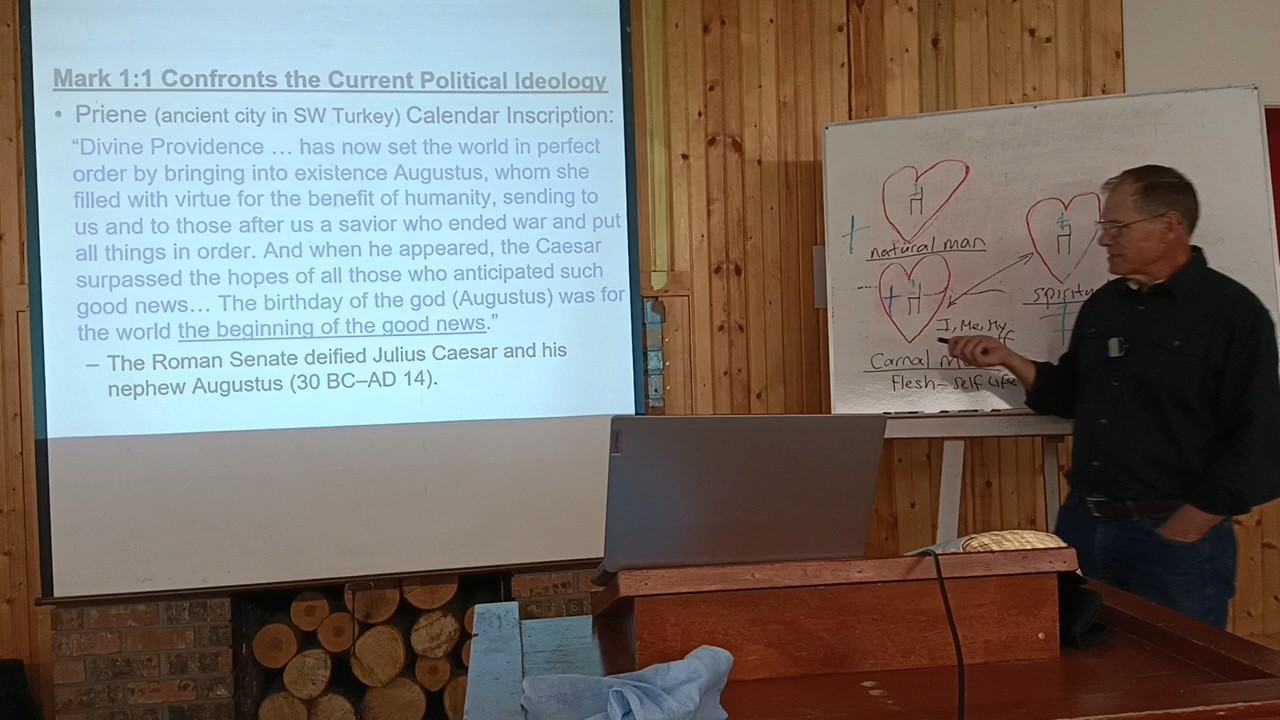 Mark 1:1 Confronts the Current Political Ideology
• Priene (ancient city in SW Turkey) Calendar Inscription:
“Divine Providence … has now set the world in perfect
order by bringing into existence Augustus, whom she
filled with virtue for the benefit of humanity, sending to
us and to those after us a savior who ended war and put
all things in order. And when he appeared, the Caesar
surpassed the hopes of all those who anticipated such
good news… The birthday of the god (Augustus) was for
the world the beginning of the good news.”
– The Roman Senate deified Julius Caesar and his
nephew Augustus (30 BC–AD 14).
natural man
I, Me, My
Carnal
Flesh - Self Life